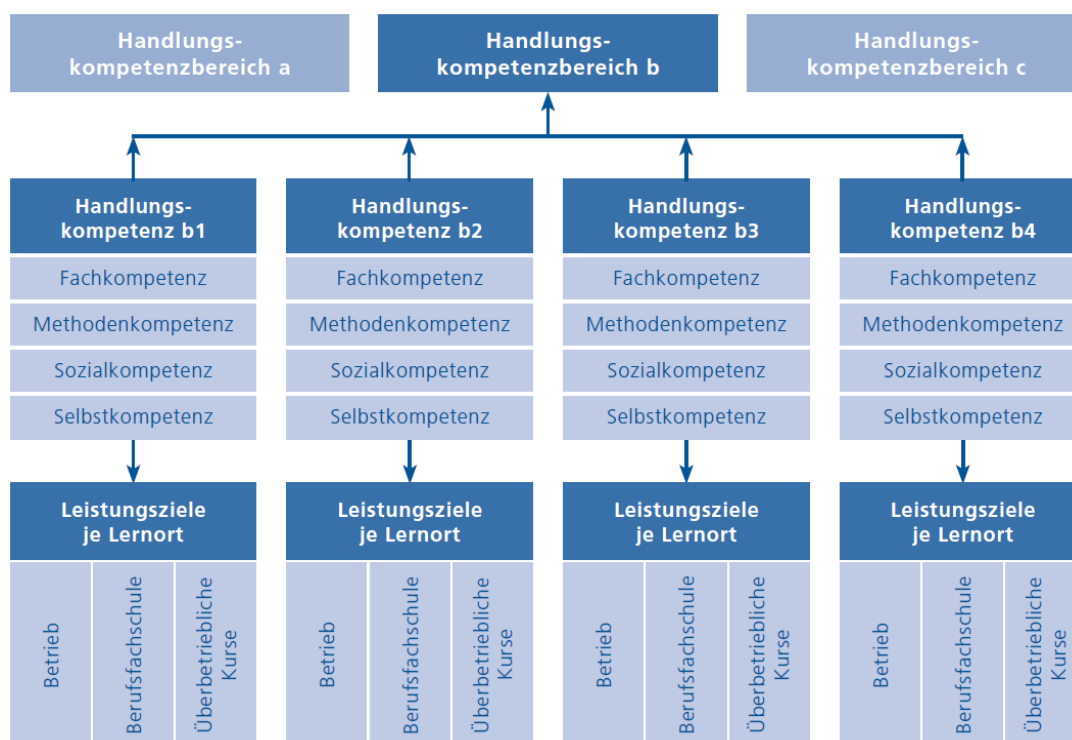 Handlungs-
kompetenzbereich a
Handlungs-
kompetenzbereich b
Handlungs-
kompetenzbereich c
Handlungs-
kompetenz b1
Fachkompetenz
Methodenkompetenz
Sozialkompetenz
Selbstkompetenz
Leistungsziele
je Lernort
Betrieb
Berufsfachschule
Überbetriebliche
Kurse
Handlungs-
kompetenz b2
Fachkompetenz
Methodenkompetenz
Sozialkompetenz
Selbstkompetenz
Leistungsziele
je Lernort
Betrieb
Berufsfachschule
Überbetriebliche
Kurse
Handlungs-
kompetenz b3
Fachkompetenz
Methodenkompetenz
Sozialkompetenz
Selbstkompetenz
Leistungsziele
je Lernort
Betrieb
Berufsfachschule
Überbetriebliche
Kurse
Handlungs-
kompetenz b4
Fachkompetenz
Methodenkompetenz
Sozialkompetenz
Selbstkompetenz
Leistungsziele
je Lernort
Betrieb
Berufsfachschule
Überbetriebliche
Kurse